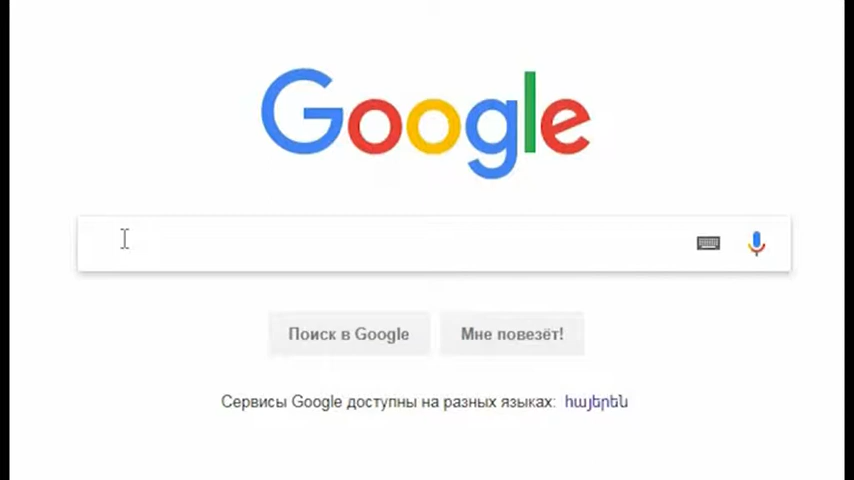 Google
Поиск в Google
Мне повезёт!
Сервисы Google доступны на разных языках: հայերեն